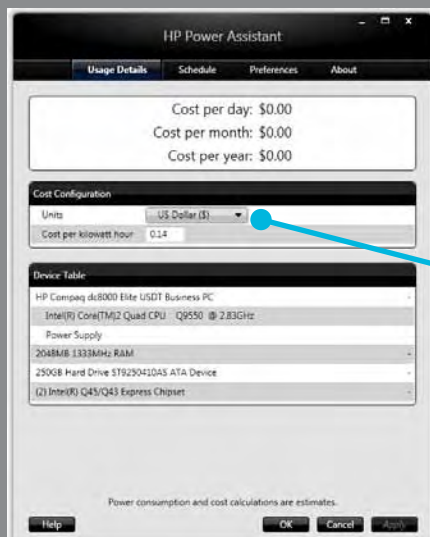 HP Power Assistant
Usage Details Schedule Preferences About
Cost per day: $0.00
Cost per month: $0.00
Cost per year: $0.00
Cost Configuration
Units US Dollar ($)
Cost per kilowatt hour 0.14
Device Table
HP Compaq dc8000 Elite USDT Business PC -
Intel(R) Core(TM)2 Quad CPU Q9550 @ 2.83GHz
Power Supply
2048MB 1333MHz RAM -
250GB Hard Drive ST9250410AS ATA Device -
(2) Intel(R) Q45/Q43 Express Chipset -
Power consumption and cost calculations are estimates.
Help OK Cancel Apply